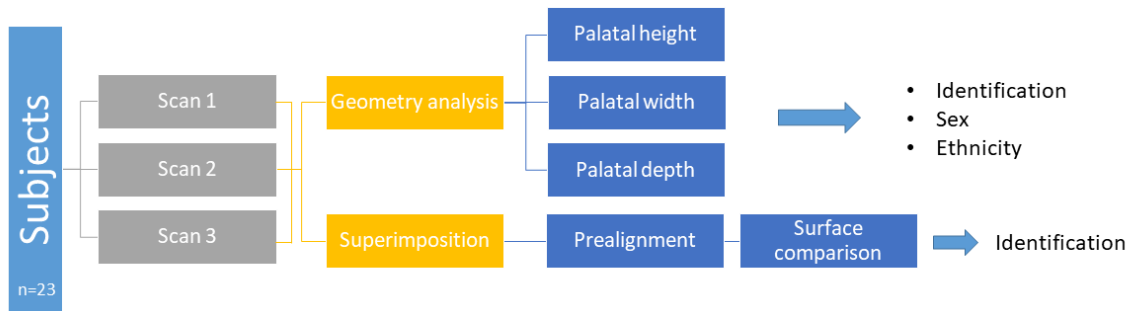 Subjects
n=23
Scan 1
Scan 2
Scan 3
Geometry analysis
Superimposition
Palatal height
Palatal width
Palatal depth
Prealignment
Surface
comparison
• Identification
• Sex
• Ethnicity
Identification